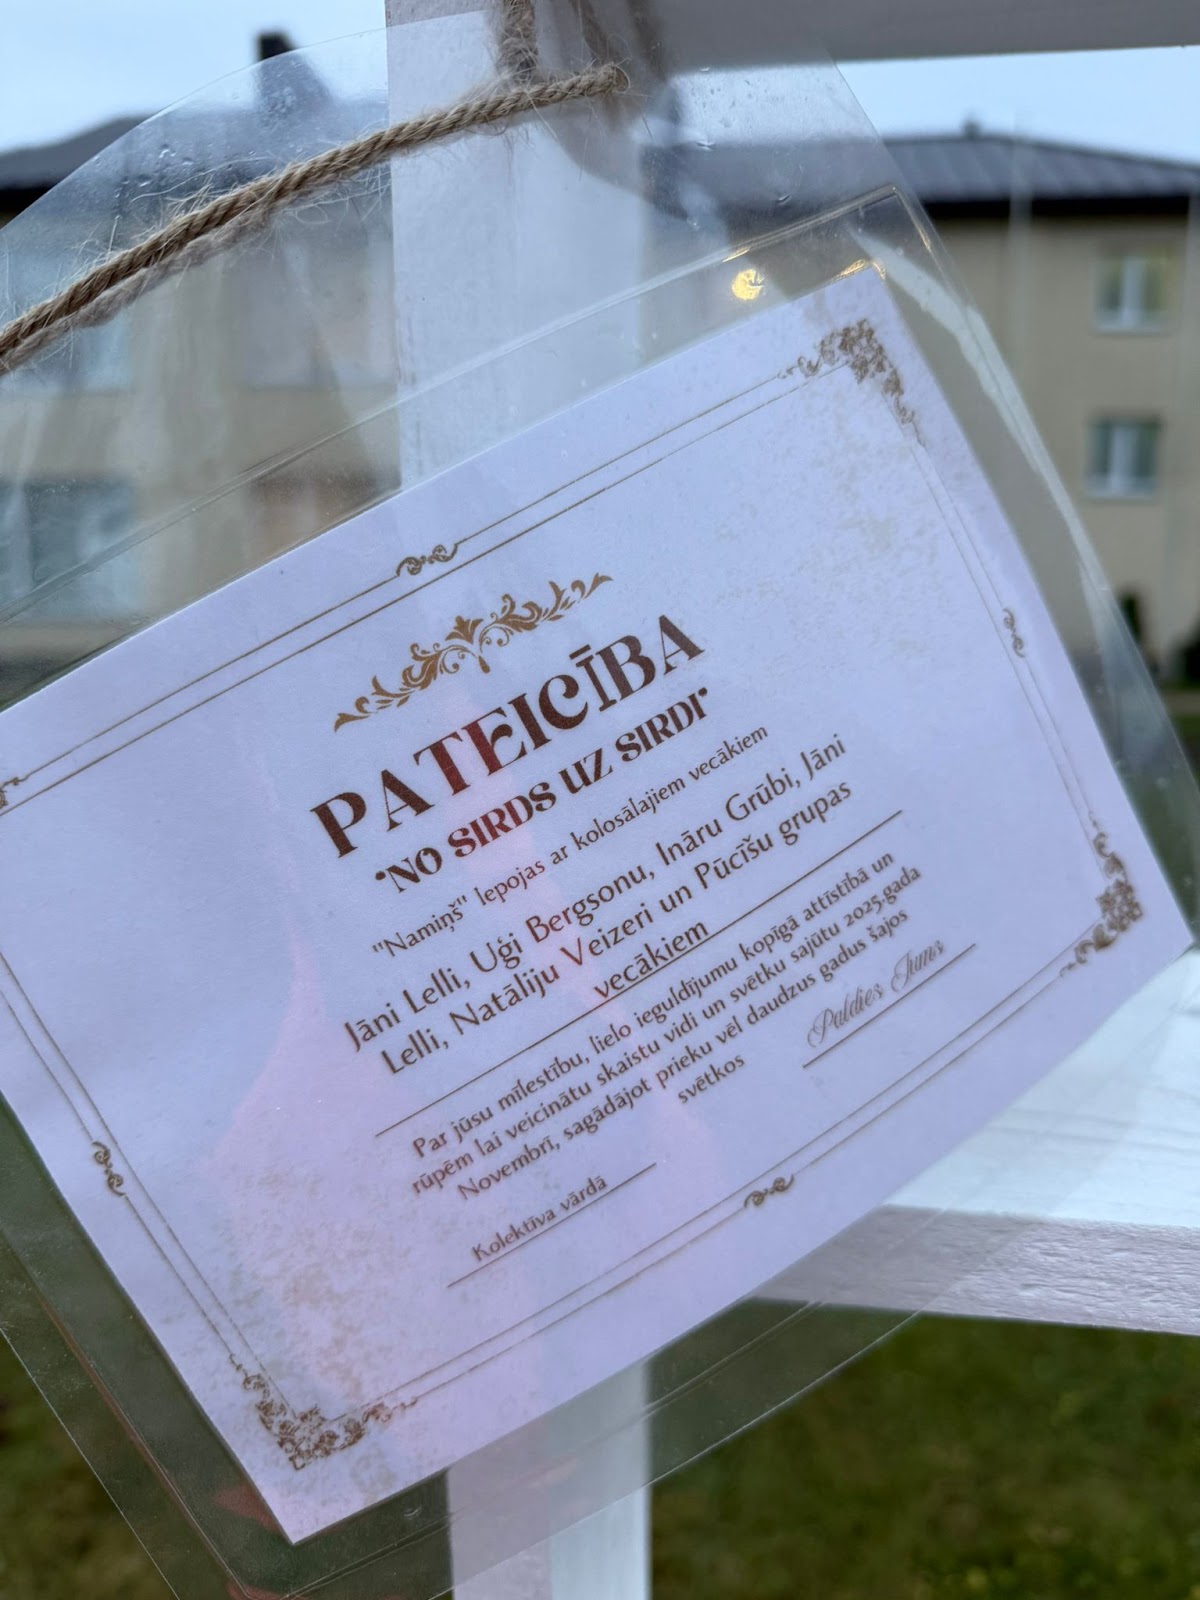 PATEICĪBA
"NO SIRDS UZ SIRDI"
"Namiņš" lepojas ar kolosālajiem vecākiem
Jāni Lelli, Uģi Bergsonu, Ināru Grūbi, Jāni
Lelli, Natāliju Veizeri un Pūcīšu grupas
vecākiem
Par jūsu mīlestību, lielo ieguldījumu kopīgā attīstībā un
rūpēm lai veicinātu skaistu vidi un svētku sajūtu 2025.gada
Novembrī, sagādājot prieku vēl daudzus gadus šajos
svētkos
Paldies Jums
Kolektīva vārdā